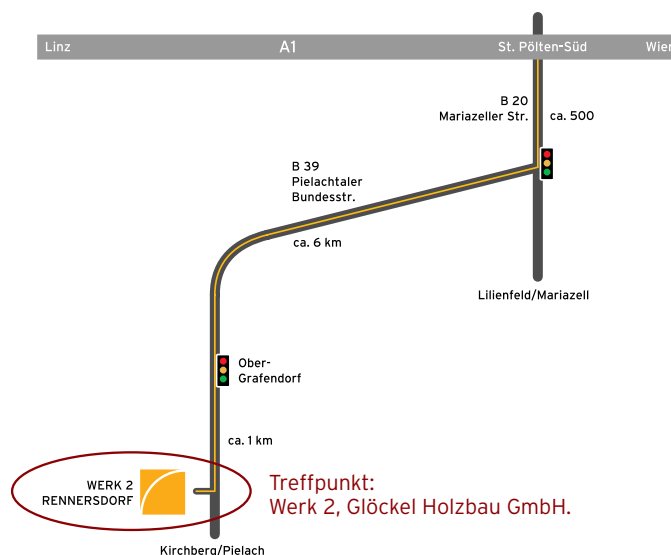 Linz
A1
St. Pölten-Süd
Wien
B 20
Mariazeller Str.
ca. 500
B 39
Pielachtaler
Bundesstr.
ca. 6 km
Lilienfeld/Mariazell
Ober-
Grafendorf
ca. 1 km
WERK 2
RENNERSDORF
Treffpunkt:
Werk 2, Glöckel Holzbau GmbH.
Kirchberg/Pielach